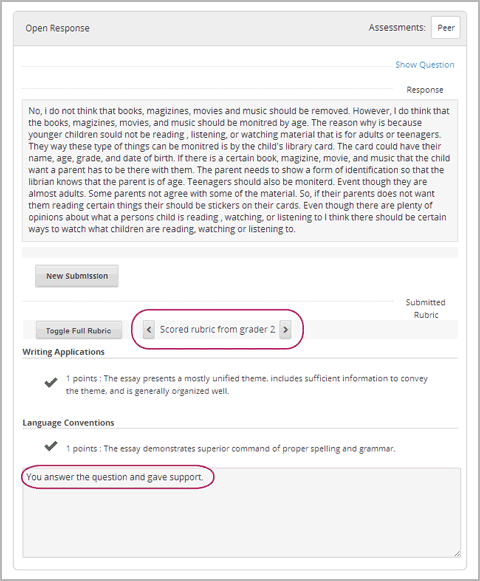 Open Response
Assessments: Peer
Show Question
Response
No, i do not think that books, magizines, movies and music should be removed. However, I do think that
the books, magizines, movies, and music should be monitred by age. The reason why is because
younger children sould not be reading , listening, or watching material that is for adults or teenagers.
They way these type of things can be monitred is by the child's library card. The card could have their
name, age, grade, and date of birth. If there is a certain book, magizine, movie, and music that the child
want a parent has to be there with them. The parent needs to show a form of identification so that the
librian knows that the parent is of age. Teenagers should also be moniterd. Event though they are
almost adults. Some parents not agree with some of the material. So, if their parents does not want
them reading certain things their should be stickers on their cards. Even though there are plenty of
opinions about what a persons child is reading , watching, or listening to I think there should be certain
ways to watch what children are reading, watching or listening to.
New Submission
Submitted
Rubric
Toggle Full Rubric
< Scored rubric from grader 2 >
Writing Applications
1 points : The essay presents a mostly unified theme, includes sufficient information to convey
the theme, and is generally organized well.
Language Conventions
1 points : The essay demonstrates superior command of proper spelling and grammar.
You answer the question and gave support.